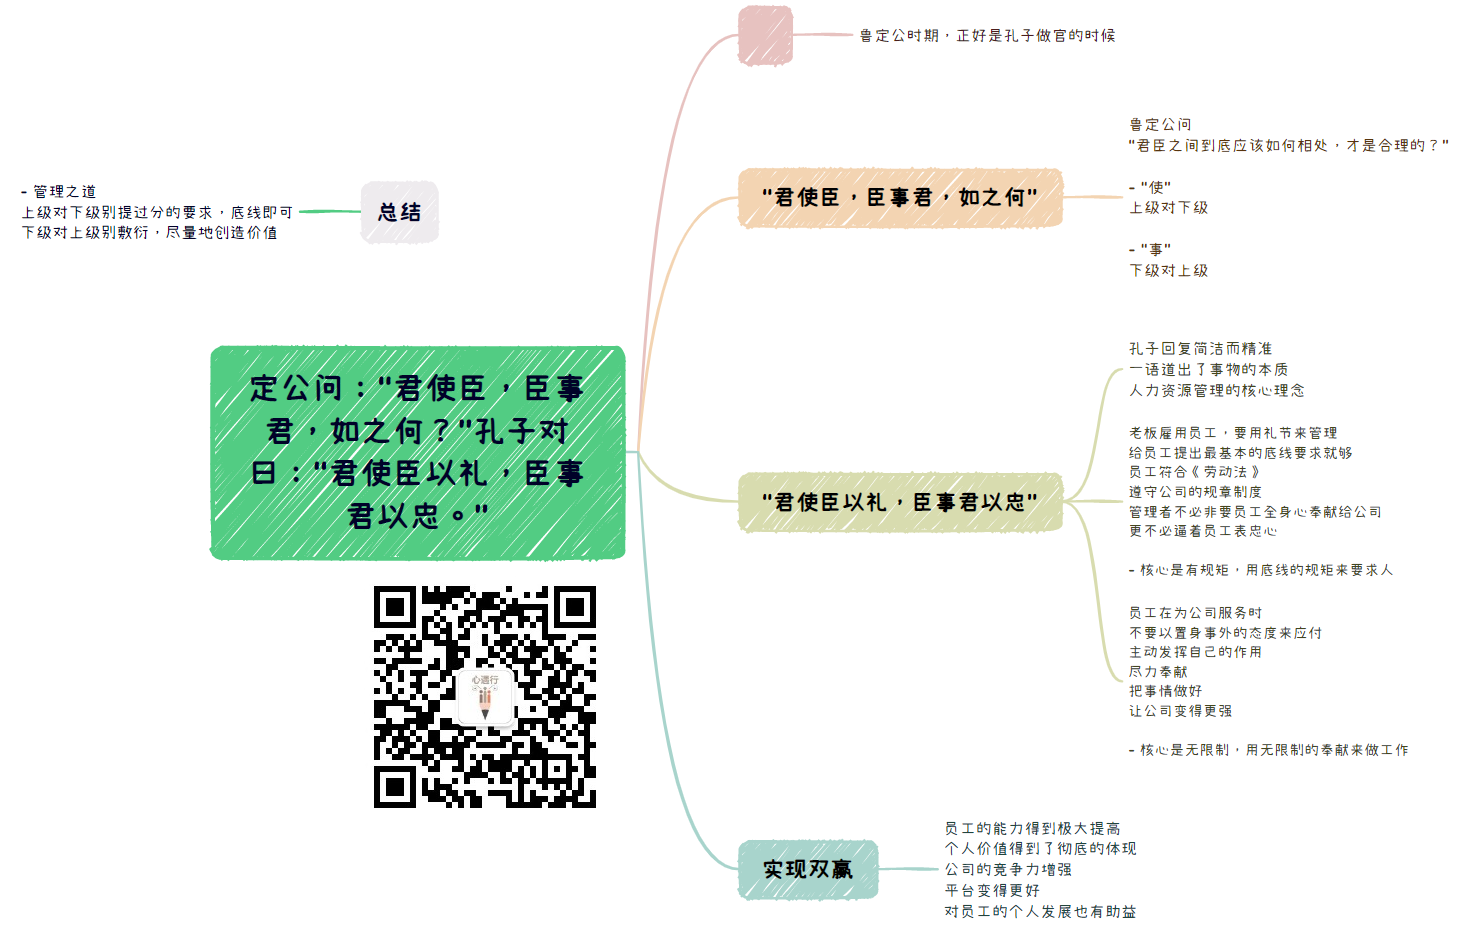 定公问："君使臣，臣事
君，如之何？"孔子对
曰："君使臣以礼，臣事
君以忠。"
鲁定公时期，正好是孔子做官的时候
"君使臣，臣事君，如之何"
鲁定公问
"君臣之间到底应该如何相处，才是合理的？"
- "使"
上级对下级
- "事"
下级对上级
"君使臣以礼，臣事君以忠"
孔子回复简洁而精准
一语道出了事物的本质
人力资源管理的核心理念
老板雇用员工，要用礼节来管理
给员工提出最基本的底线要求就够
员工符合《劳动法》
遵守公司的规章制度
管理者不必非要员工全身心奉献给公司
更不必逼着员工表忠心
- 核心是有规矩，用底线的规矩来要求人
员工在为公司服务时
不要以置身事外的态度来应付
主动发挥自己的作用
尽力奉献
把事情做好
让公司变得更强
- 核心是无限制，用无限制的奉献来做工作
实现双赢
员工的能力得到极大提高
个人价值得到了彻底的体现
公司的竞争力增强
平台变得更好
对员工的个人发展也有助益
总结
- 管理之道
上级对下级别提过分的要求，底线即可
下级对上级别敷衍，尽量地创造价值
心遇行